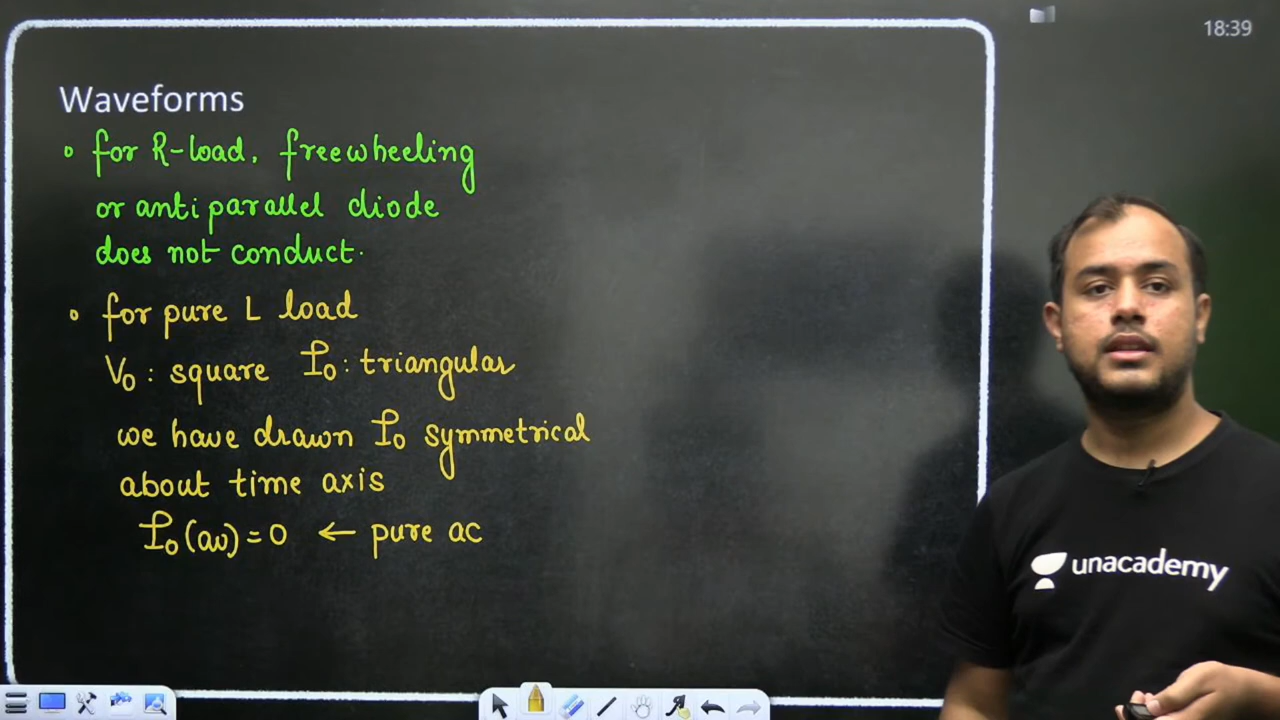 18:39
Waveforms
for R-load, freewheeling
or antiparallel diode
does not conduct.
for pure L load
V₀ : square I₀ : triangular
we have drawn I₀ symmetrical
about time axis
I₀(av) = 0 ← pure ac
unacademy